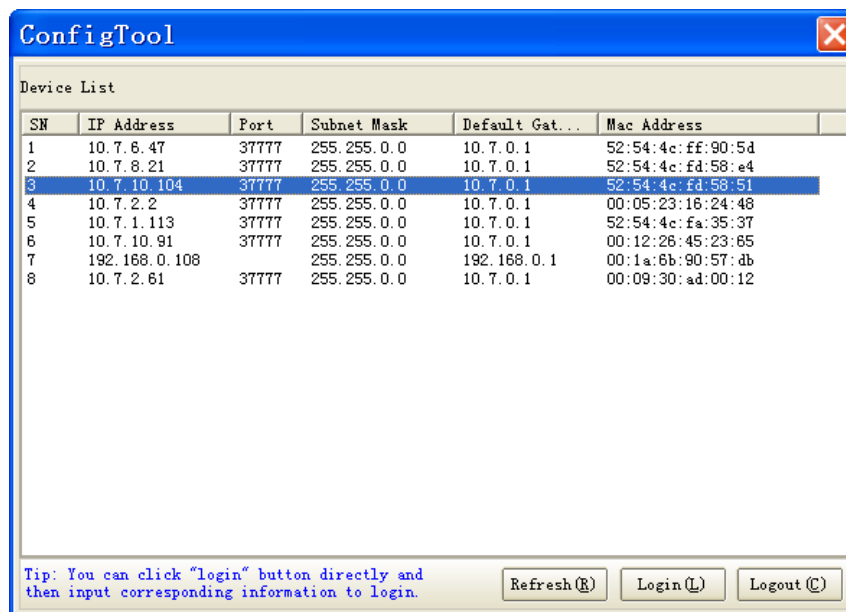 ConfigTool
Device List
SN IP Address Port Subnet Mask Default Gat... Mac Address
1 10.7.6.47 37777 255.255.0.0 10.7.0.1 52:54:4c:ff:90:5d
2 10.7.8.21 37777 255.255.0.0 10.7.0.1 52:54:4c:fd:58:e4
3 10.7.10.104 37777 255.255.0.0 10.7.0.1 52:54:4c:fd:58:51
4 10.7.2.2 37777 255.255.0.0 10.7.0.1 00:05:23:16:24:48
5 10.7.1.113 37777 255.255.0.0 10.7.0.1 52:54:4c:fa:35:37
6 10.7.10.91 37777 255.255.0.0 10.7.0.1 00:12:26:45:23:65
7 192.168.0.108 255.255.0.0 192.168.0.1 00:1a:6b:90:57:db
8 10.7.2.61 37777 255.255.0.0 10.7.0.1 00:09:30:ad:00:12
Tip: You can click "login" button directly and
then input corresponding information to login.
Refresh(R) Login(L) Logout(C)